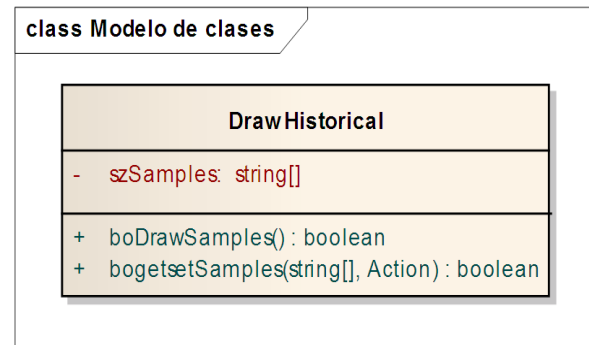 class Modelo de clases
DrawHistorical
- szSamples: string[]
+ boDrawSamples() : boolean
+ bogetsetSamples(string[], Action) : boolean